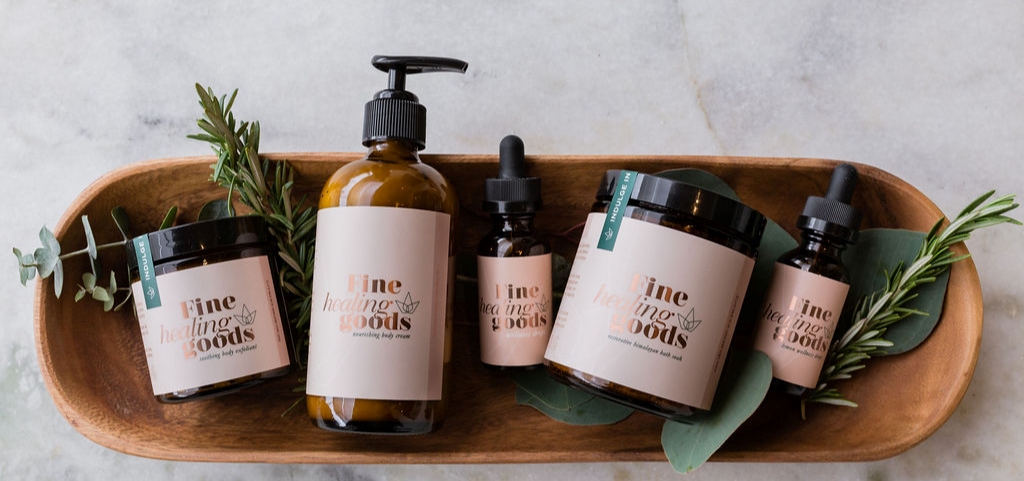 INDULGE
Fine
healing
goods
soothing body exfoliant
Fine
healing
goods
nourishing body cream
Fine
healing
goods
INDULGE IN
Fine
healing
goods
restorative himalayan bath soak
Fine
healing
goods